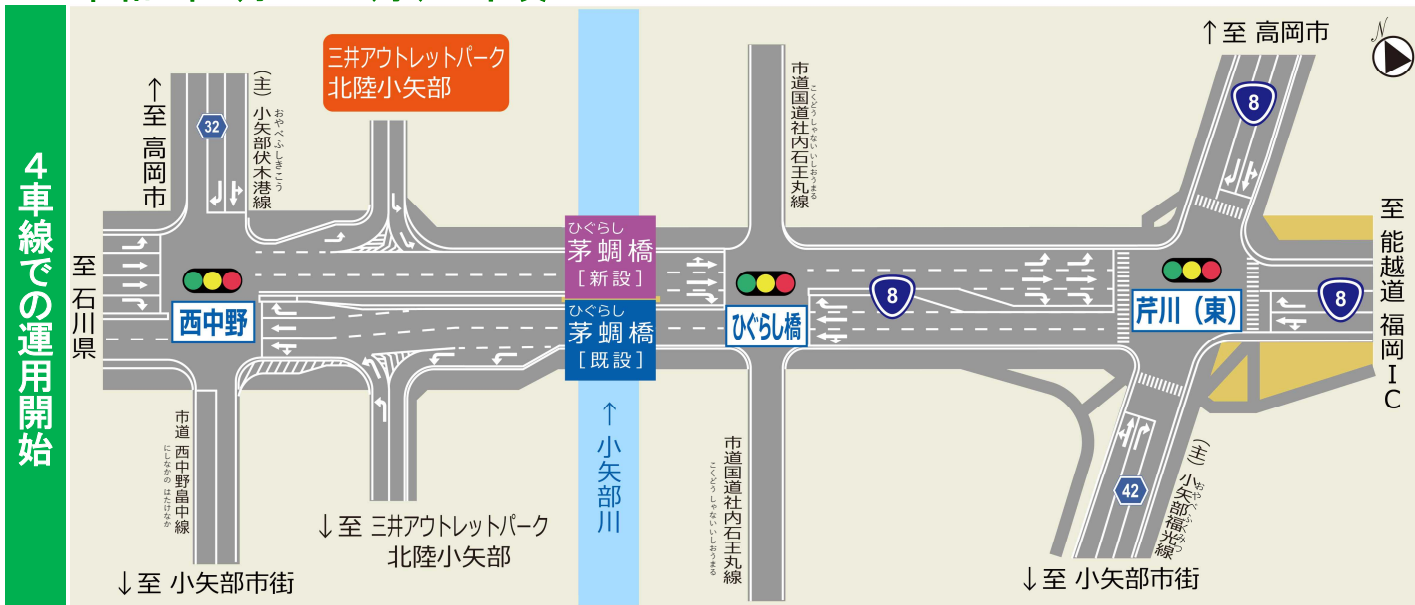 4車線での運用開始
↑至 高岡市
32
(主)小矢部伏木港線
おやべふしきこう
三井アウトレットパーク
北陸小矢部
市道国道社内石王丸線
こくどうしゃないいしおうまる
↑至 高岡市
8
N
至 石川県
西中野
ひぐらし
茅蜩橋
[新設]
ひぐらし
茅蜩橋
[既設]
ひぐらし橋
8
芹川（東）
8
至 能越道 福岡IC
市道 西中野畠中線
にしなかの はたけなか
↓至 小矢部市街
↓至 三井アウトレットパーク
北陸小矢部
↑小矢部川
市道国道社内石王丸線
こくどうしゃないいしおうまる
42
(主)小矢部福光線
おやべふくみつ
↓至 小矢部市街